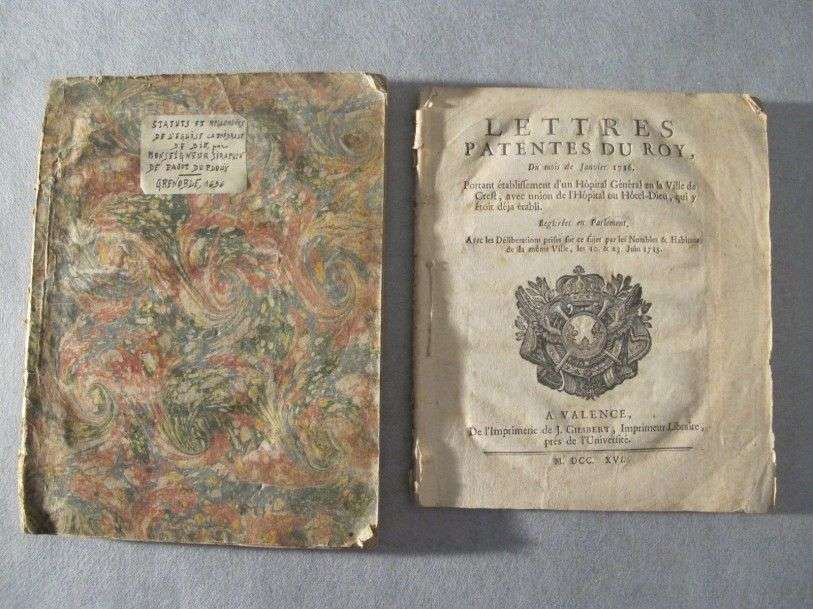 STATUTS ET REGLEMENTS
DE L'EGLISE CATHEDRALE
DE DIE par
MONSEIGNEUR SERAPHIN
DE PAJOT DU PLOUY
GRENOBLE, 1696
LETTRES
PATENTES DU ROY,
Du mois de Janvier 1716.
Portant établissement d'un Hôpital Général en la Ville de
Crest, avec union de l'Hôpital ou Hôtel-Dieu, qui y
étoit déja établi.
Registrées en Parlement,
Avec les Déliberations prises sur ce sujet par les Notables & Habitans
de la même Ville, les 10. & 23. Juin 1715.
A VALENCE,
De l'Imprimerie de J. GILIBERT, Imprimeur Libraire,
près de l'Université.
M. DCC. XVI.